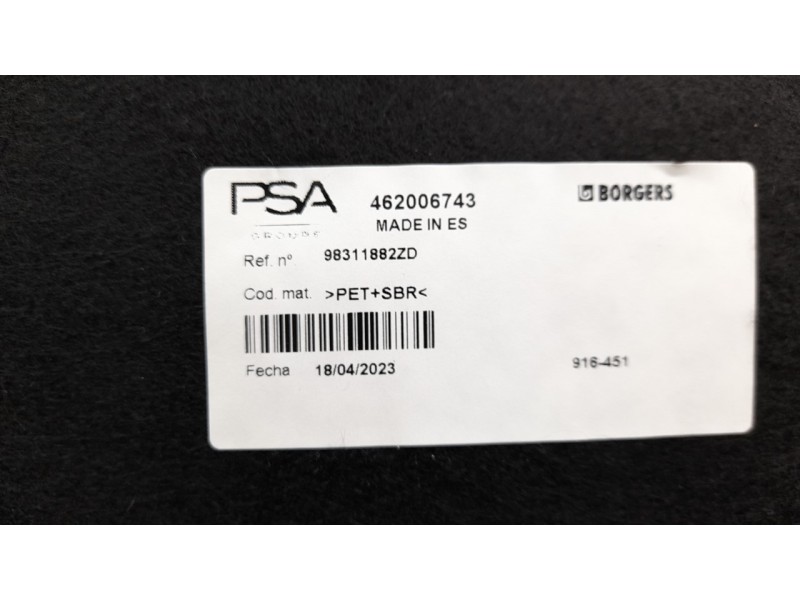 PSA 462006743 BORGERS
GROUPE MADE IN ES
Ref. nº 98311882ZD
Cod. mat. >PET+SBR<
Fecha 18/04/2023 916-451